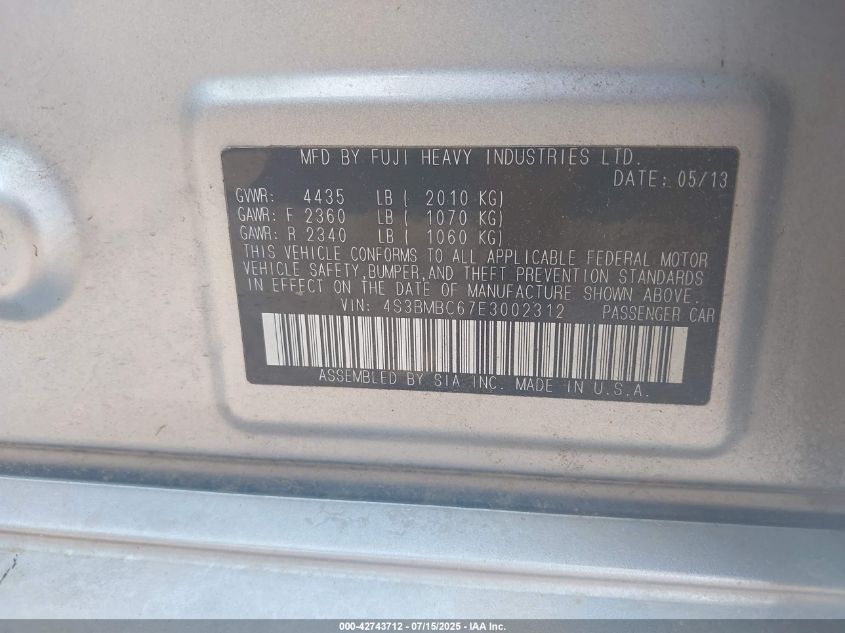 MFD BY FUJI HEAVY INDUSTRIES LTD.
DATE: 05/13
GVWR: 4435 LB ( 2010 KG)
GAWR: F 2360 LB ( 1070 KG)
GAWR: R 2340 LB ( 1060 KG)
THIS VEHICLE CONFORMS TO ALL APPLICABLE FEDERAL MOTOR
VEHICLE SAFETY,BUMPER,AND THEFT PREVENTION STANDARDS
IN EFFECT ON THE DATE OF MANUFACTURE SHOWN ABOVE.
VIN: 4S3BMBC67E3002312 PASSENGER CAR
ASSEMBLED BY SIA INC. MADE IN U.S.A.
000-42743712 - 07/15/2025 - IAA Inc.